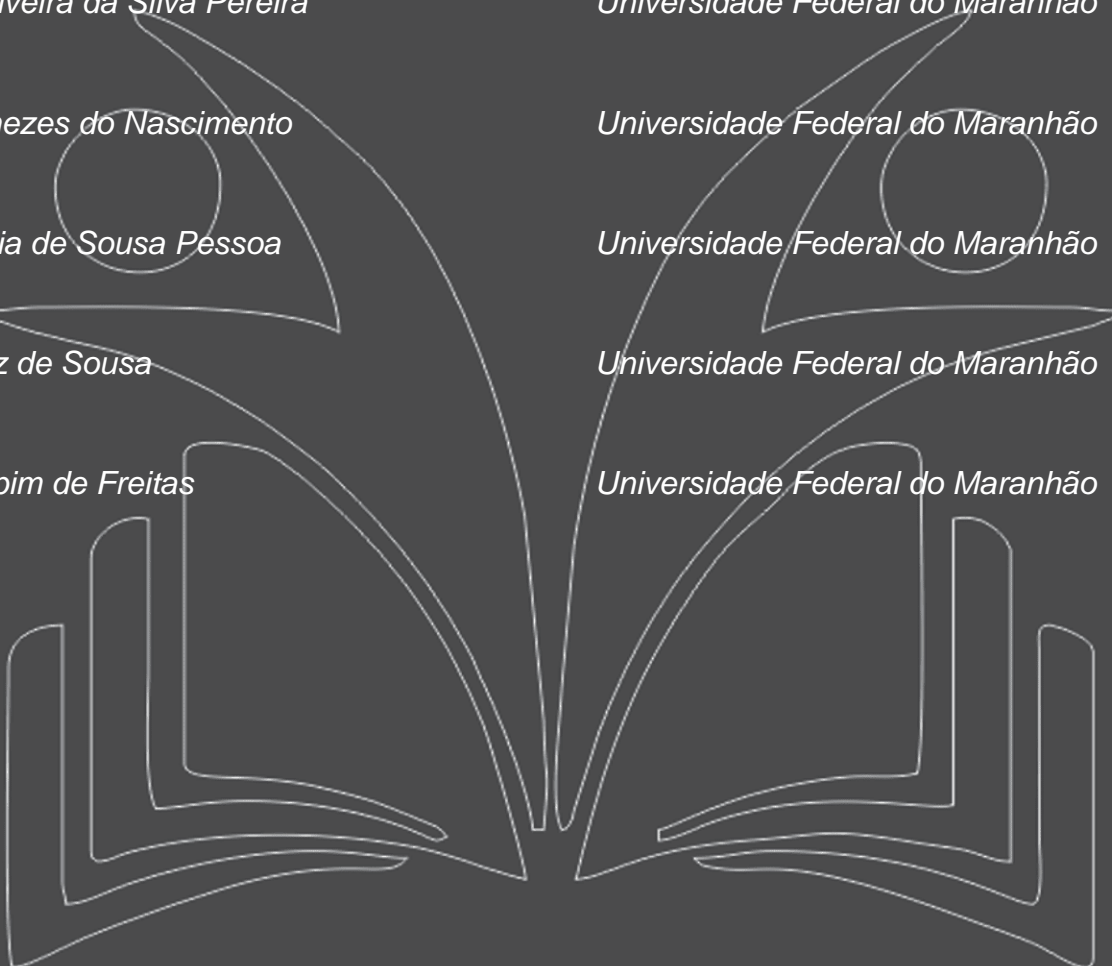 da Silva Pereira Universidade Federal do Maranhão
do Nascimento Universidade Federal do Maranhão
de Sousa Pessoa Universidade Federal do Maranhão
de Sousa Universidade Federal do Maranhão
de Freitas Universidade Federal do Maranhão